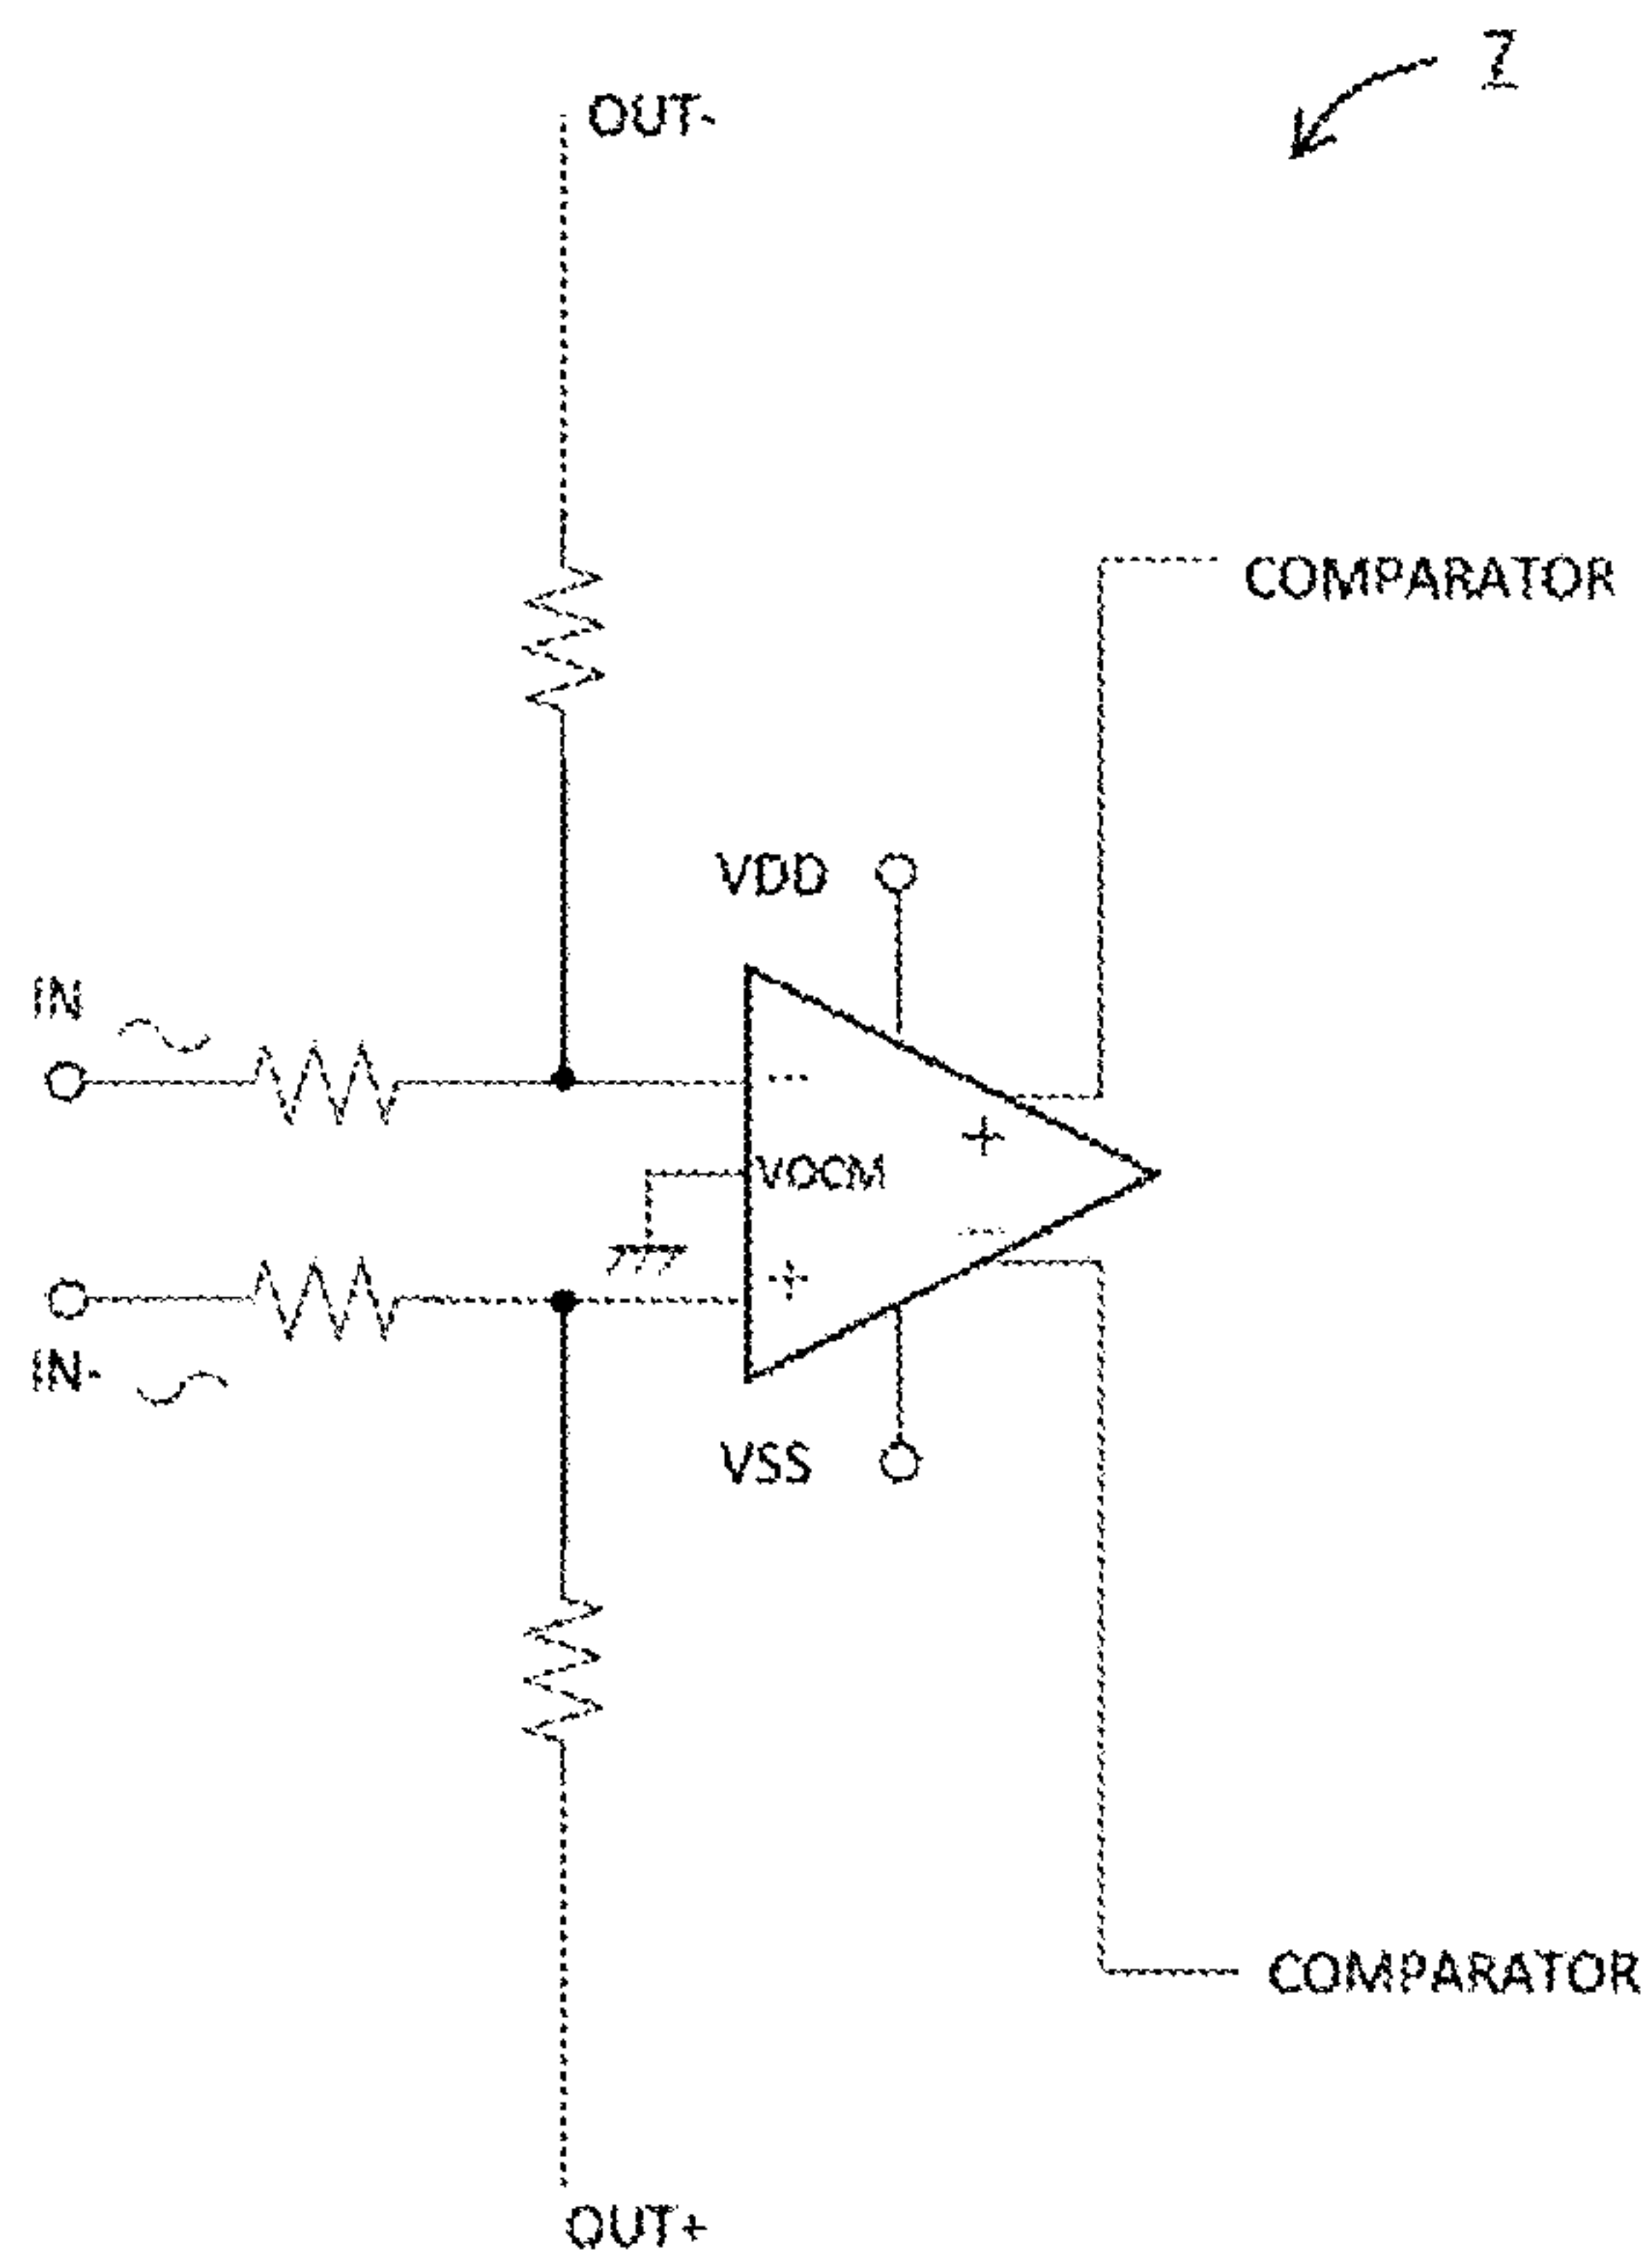 7
OUT-
COMPARATOR
VDD
IN
-
VOCM
+
-
+
IN-
VSS
COMPARATOR
OUT+